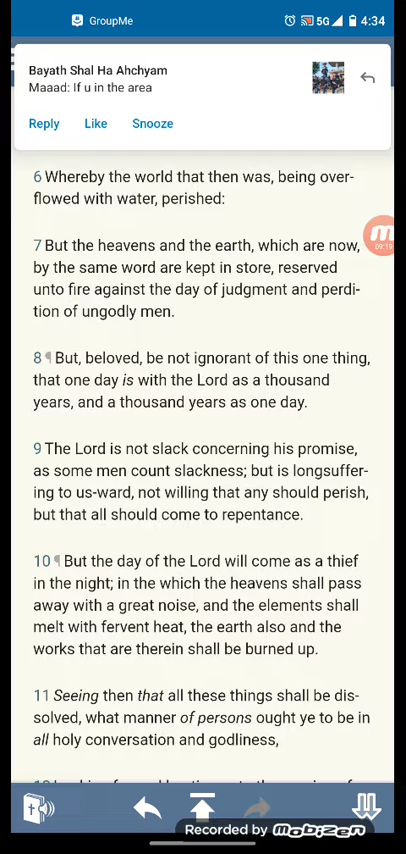 GroupMe
5G 4:34
Bayath Shal Ha Ahchyam
Maaad: If u in the area
Reply Like Snooze
6 Whereby the world that then was, being over-
flowed with water, perished:
09:19
7 But the heavens and the earth, which are now,
by the same word are kept in store, reserved
unto fire against the day of judgment and perdi-
tion of ungodly men.
8 ¶ But, beloved, be not ignorant of this one thing,
that one day is with the Lord as a thousand
years, and a thousand years as one day.
9 The Lord is not slack concerning his promise,
as some men count slackness; but is longsuffer-
ing to us-ward, not willing that any should perish,
but that all should come to repentance.
10 ¶ But the day of the Lord will come as a thief
in the night; in the which the heavens shall pass
away with a great noise, and the elements shall
melt with fervent heat, the earth also and the
works that are therein shall be burned up.
11 Seeing then that all these things shall be dis-
solved, what manner of persons ought ye to be in
all holy conversation and godliness,
Recorded by Mobizen